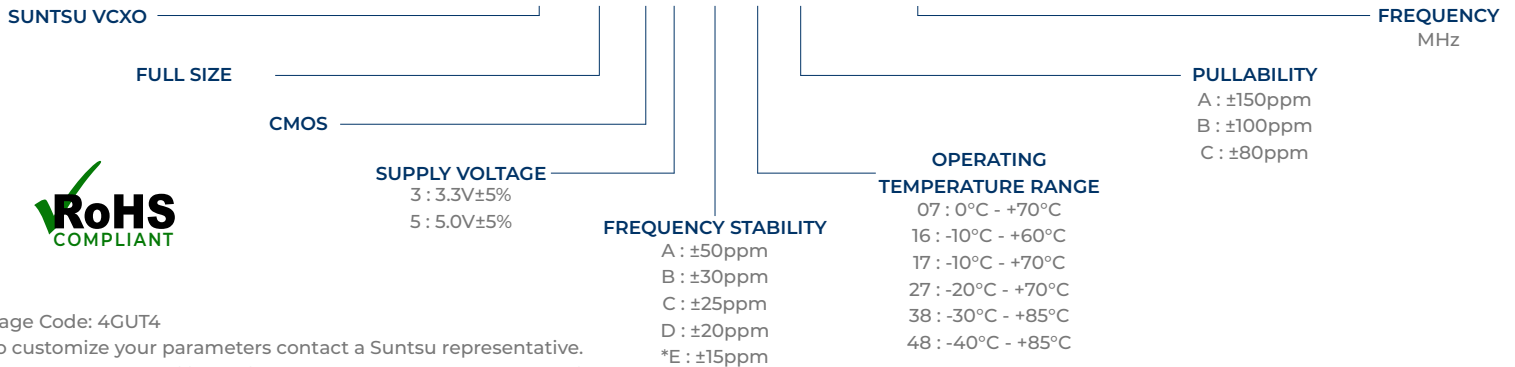 SUNTSU VCXO
FREQUENCY
MHz
FULL SIZE
PULLABILITY
A : ±150ppm
B : ±100ppm
C : ±80ppm
CMOS
SUPPLY VOLTAGE
3 : 3.3V±5%
5 : 5.0V±5%
OPERATING
TEMPERATURE RANGE
07 : 0°C - +70°C
16 : -10°C - +60°C
17 : -10°C - +70°C
27 : -20°C - +70°C
38 : -30°C - +85°C
48 : -40°C - +85°C
FREQUENCY STABILITY
A : ±50ppm
B : ±30ppm
C : ±25ppm
D : ±20ppm
*E : ±15ppm
RoHS
COMPLIANT
Code: 4GUT4
customize your parameters contact a Suntsu representative.